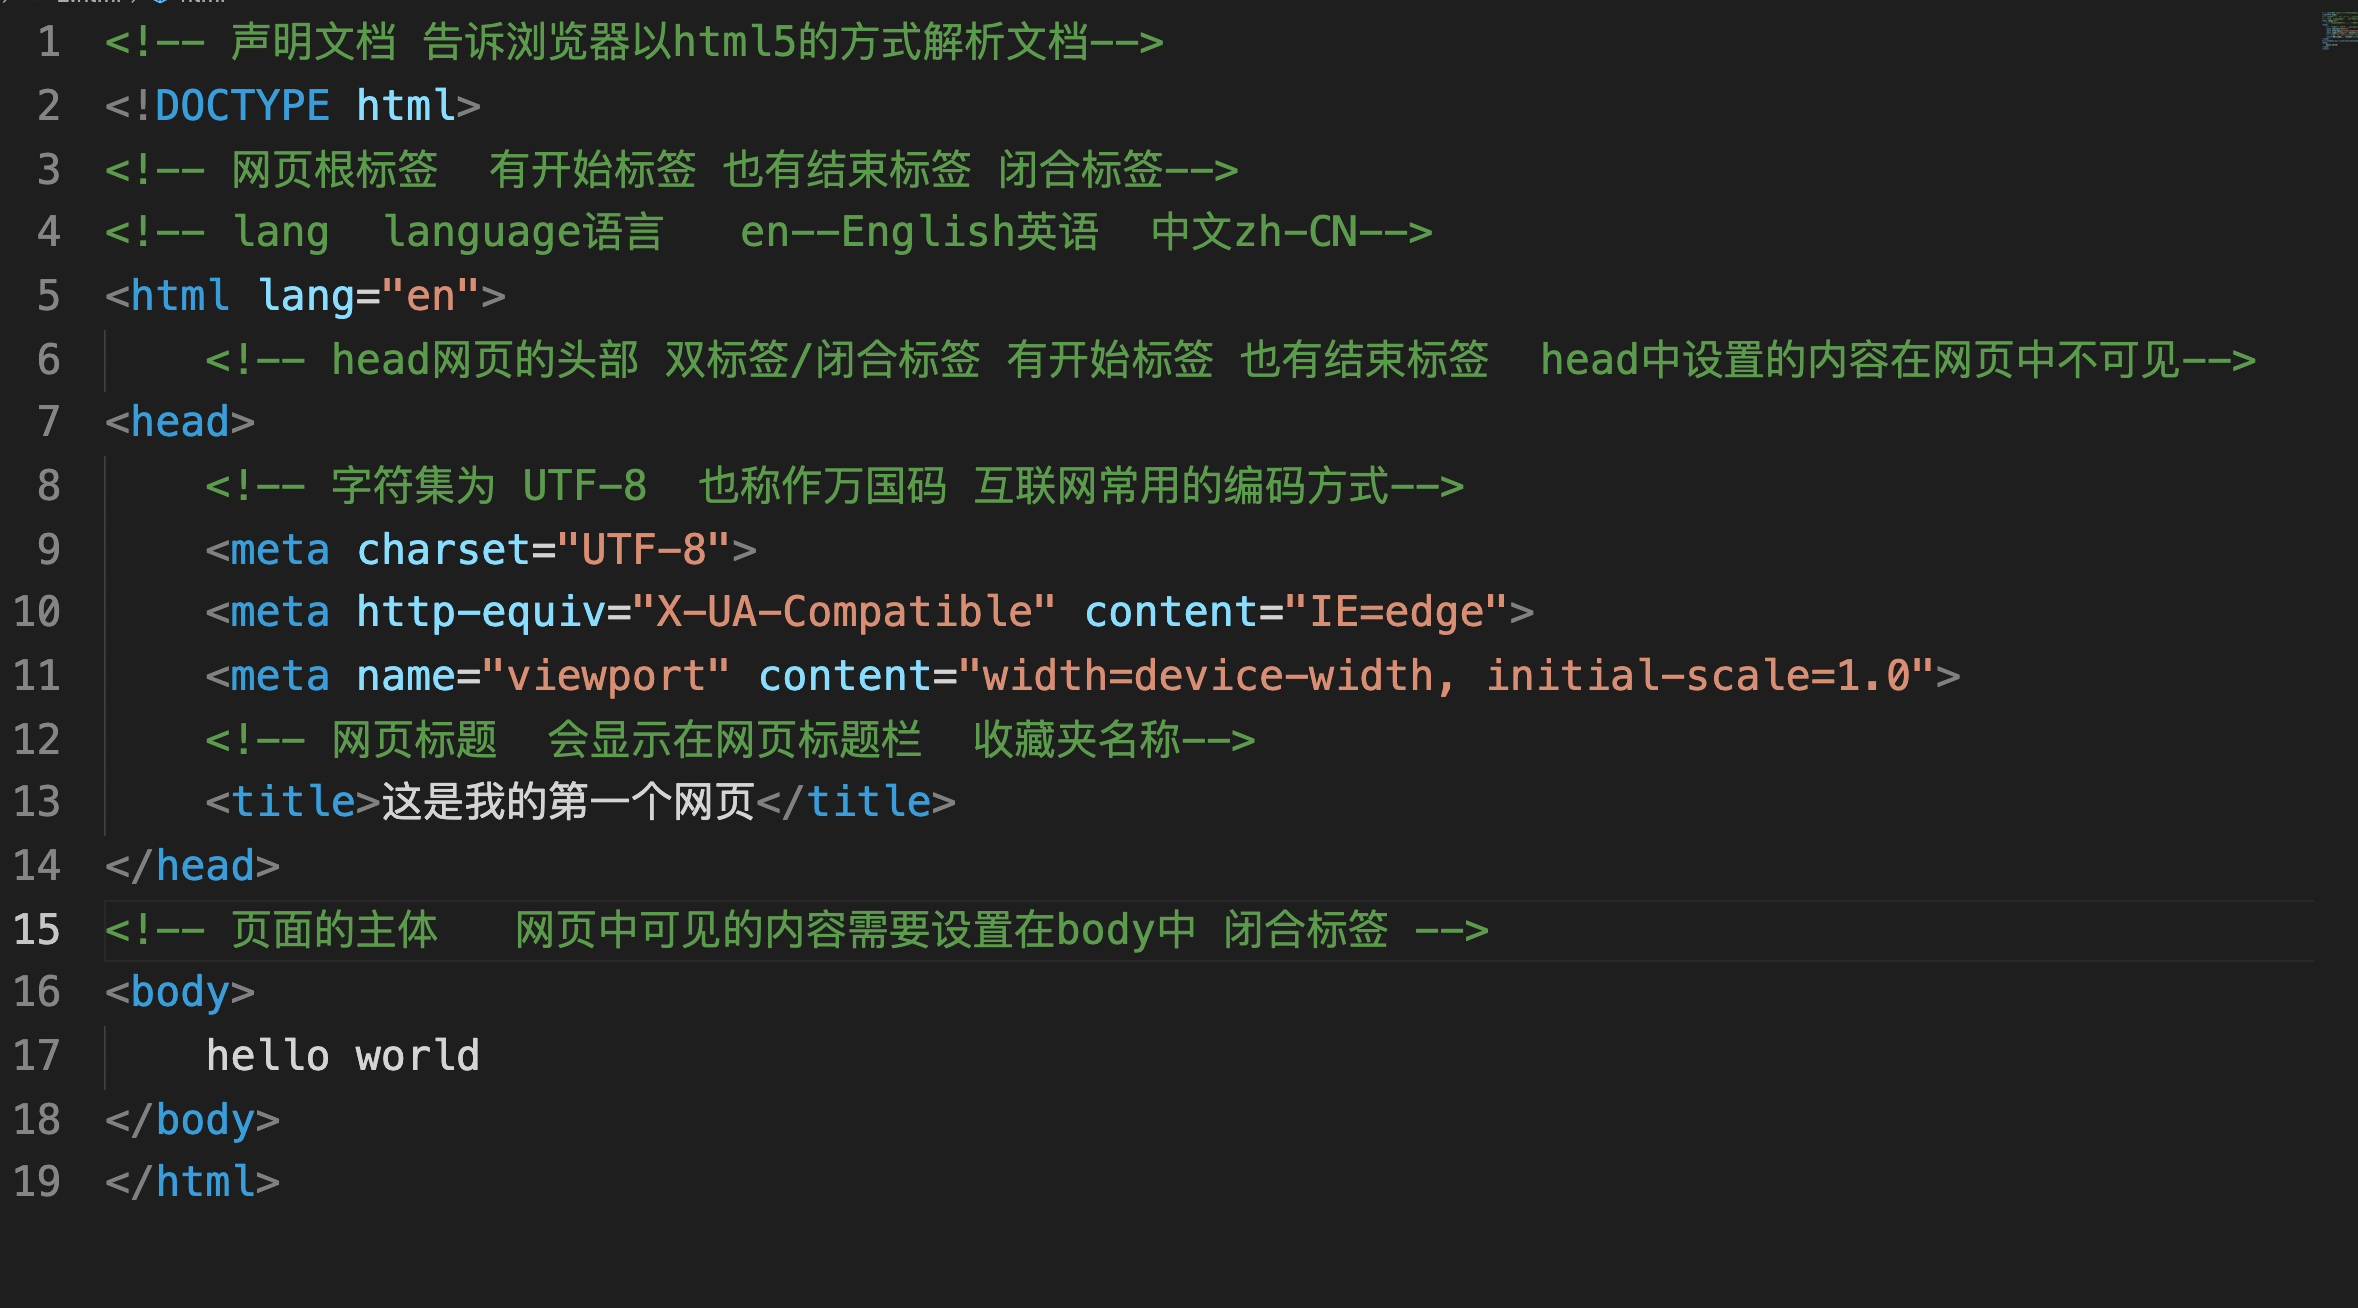 1 <!-- 声明文档 告诉浏览器以html5的方式解析文档-->
2 <!DOCTYPE html>
3 <!-- 网页根标签  有开始标签 也有结束标签 闭合标签-->
4 <!-- lang  language语言   en--English英语  中文zh-CN-->
5 <html lang="en">
6     <!-- head网页的头部 双标签/闭合标签 有开始标签 也有结束标签  head中设置的内容在网页中不可见-->
7 <head>
8     <!-- 字符集为 UTF-8  也称作万国码 互联网常用的编码方式-->
9     <meta charset="UTF-8">
10     <meta http-equiv="X-UA-Compatible" content="IE=edge">
11     <meta name="viewport" content="width=device-width, initial-scale=1.0">
12     <!-- 网页标题  会显示在网页标题栏  收藏夹名称-->
13     <title>这是我的第一个网页</title>
14 </head>
15 <!-- 页面的主体   网页中可见的内容需要设置在body中 闭合标签 -->
16 <body>
17     hello world
18 </body>
19 </html>